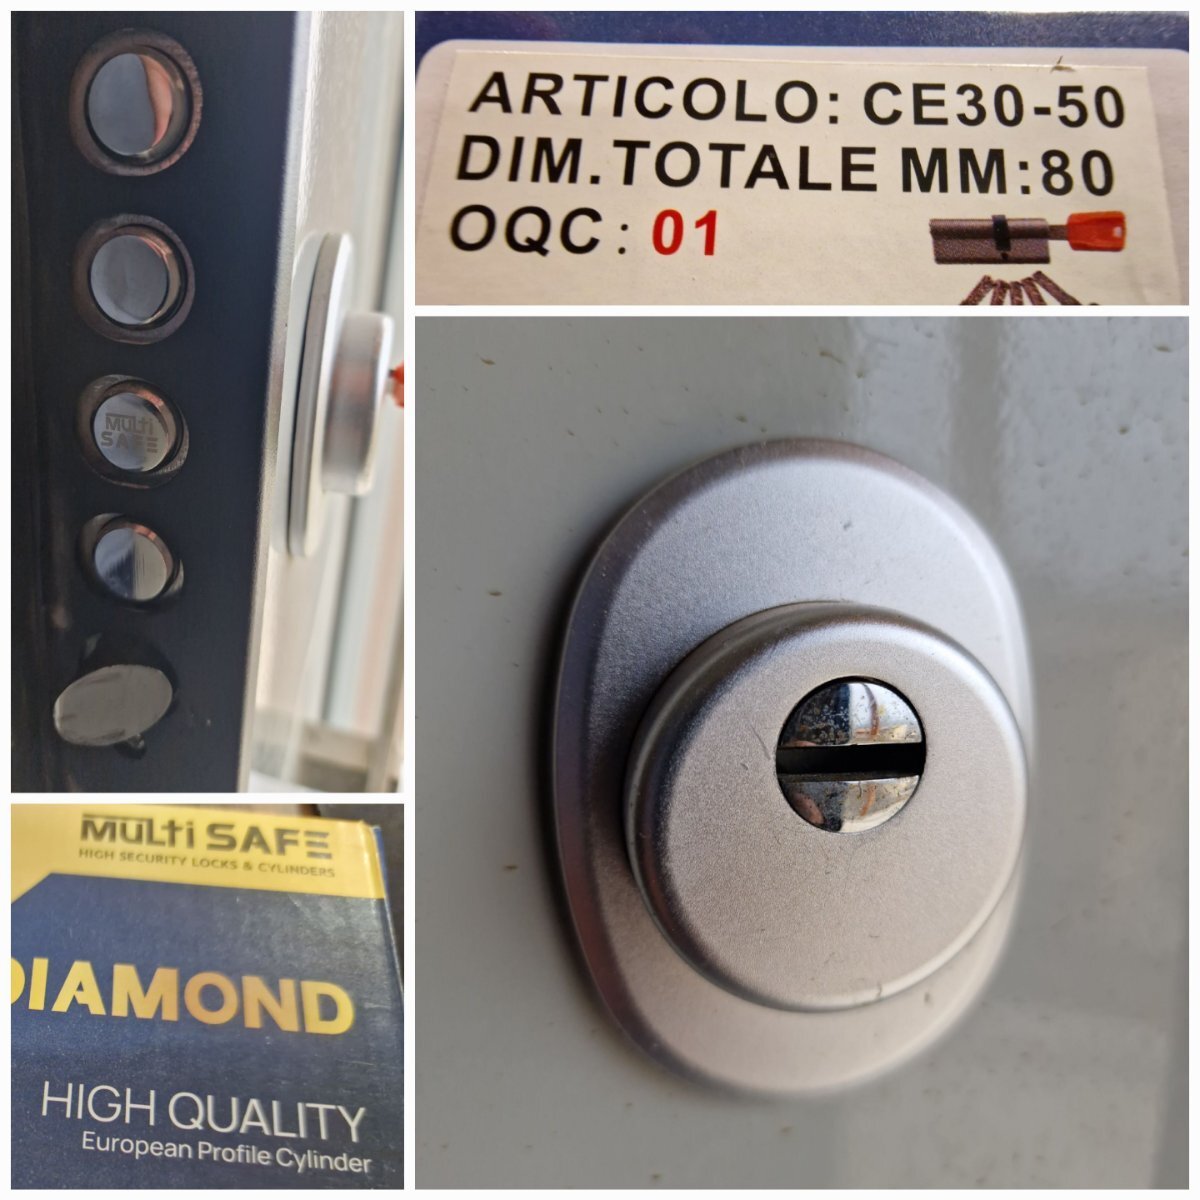 MULti
SAFE
ARTICOLO: CE30-50
DIM.TOTALE MM:80
OQC: 01
MULti SAFE
HIGH SECURITY LOCKS & CYLINDERS
DIAMOND
HIGH QUALITY
European Profile Cylinder